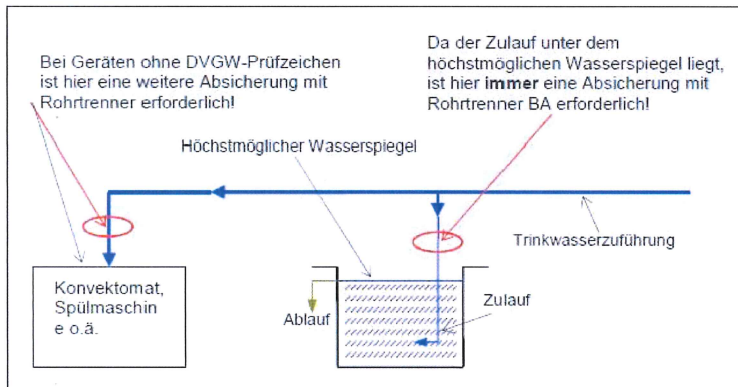 Bei Geräten ohne DVGW-Prüfzeichen
ist hier eine weitere Absicherung mit
Rohrtrenner erforderlich!
Da der Zulauf unter dem
höchstmöglichen Wasserspiegel liegt,
ist hier immer eine Absicherung mit
Rohrtrenner BA erforderlich!
Höchstmöglicher Wasserspiegel
Trinkwasserzuführung
Konvektomat,
Spülmaschin
e o.ä.
Ablauf
Zulauf